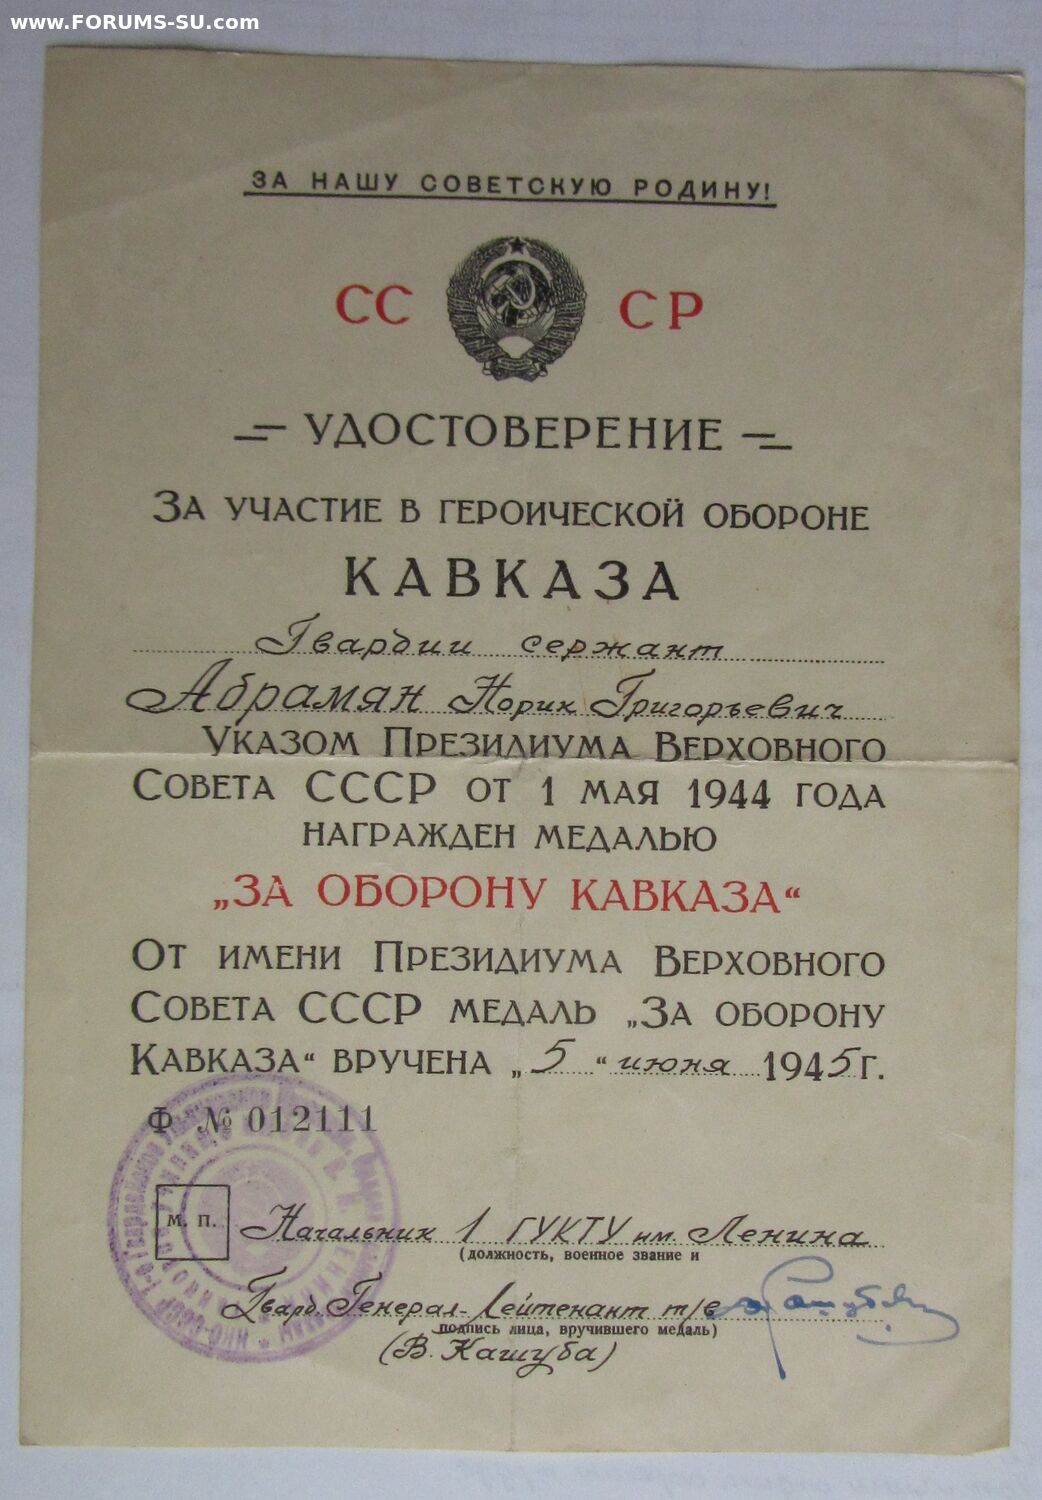 www.FORUMS-SU.com
ЗА НАШУ СОВЕТСКУЮ РОДИНУ!
СС СР
УДОСТОВЕРЕНИЕ
ЗА УЧАСТИЕ В ГЕРОИЧЕСКОЙ ОБОРОНЕ
КАВКАЗА
Гвардии сержант
Абрамян Норик Григорьевич
УКАЗОМ ПРЕЗИДИУМА ВЕРХОВНОГО
СОВЕТА СССР ОТ 1 МАЯ 1944 ГОДА
НАГРАЖДЕН МЕДАЛЬЮ
„ЗА ОБОРОНУ КАВКАЗА“
ОТ ИМЕНИ ПРЕЗИДИУМА ВЕРХОВНОГО
СОВЕТА СССР МЕДАЛЬ „ЗА ОБОРОНУ
КАВКАЗА“ ВРУЧЕНА „5“ июня 1945 Г.
Ф № 012111
М. П.
Начальник 1 ГУКТУ им. Ленина
(должность, военное звание и
Гвард. Генерал-Лейтенант т/в
подпись лица, вручившего медаль)
(В. Кашуба)